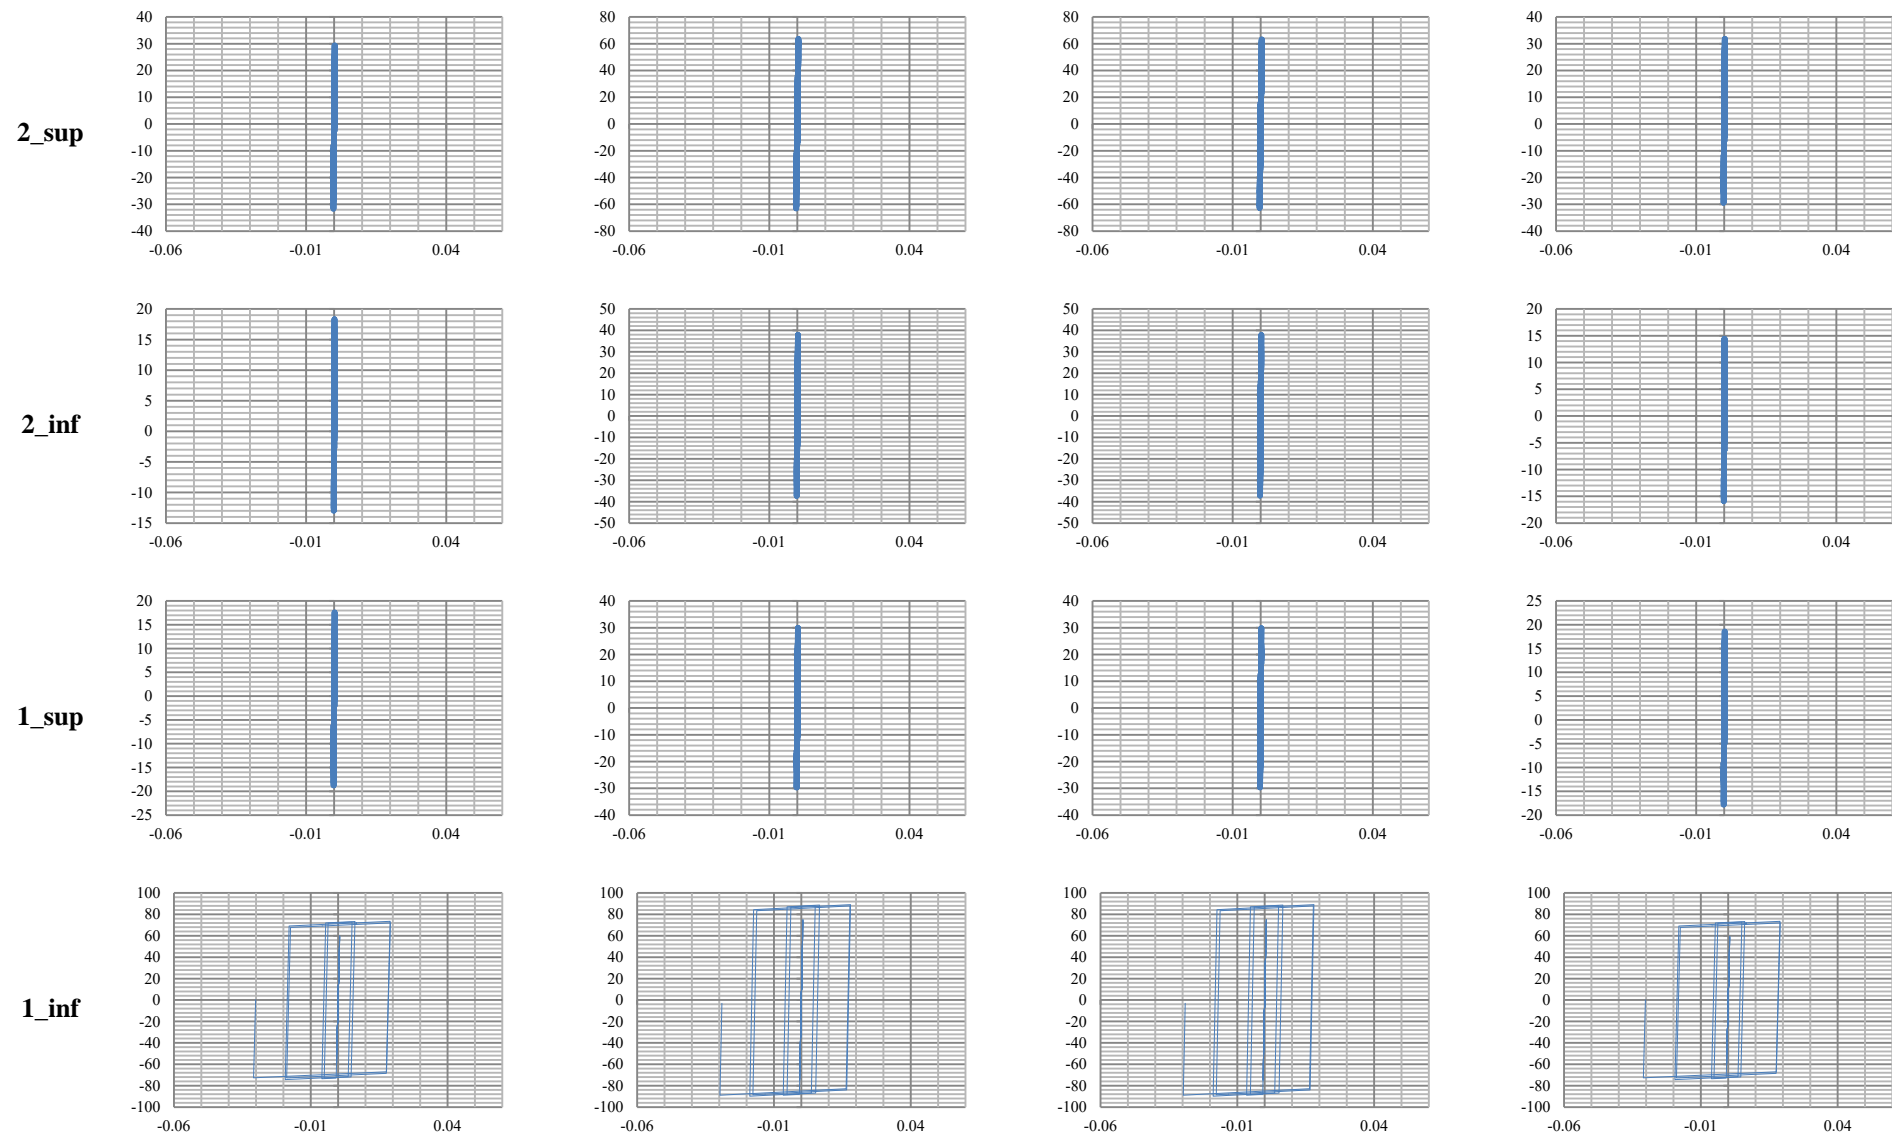 40 80 80 40
30 60 60 30
20 40 40 20
10 20 20 10
2_sup 0 0 0 0
-10 -20 -20 -10
-20 -40 -40 -20
-30 -60 -60 -30
-40 -80 -80 -40
-0.06 -0.01 0.04 -0.06 -0.01 0.04 -0.06 -0.01 0.04 -0.06 -0.01 0.04
20 50 50 20
15 40 40 15
10 30 30 10
5 20 20 5
2_inf 0 10 10 0
-5 0 0 -5
-10 -10 -10 -10
-15 -20 -20 -15
-30 -30 -20
-40 -40
-50 -50
-0.06 -0.01 0.04 -0.06 -0.01 0.04 -0.06 -0.01 0.04 -0.06 -0.01 0.04
20 40 40 25
15 30 30 20
10 20 20 15
5 10 10 10
1_sup 0 0 0 5
-5 -10 -10 0
-10 -20 -20 -5
-15 -30 -30 -10
-20 -40 -40 -15
-25 -20
-0.06 -0.01 0.04 -0.06 -0.01 0.04 -0.06 -0.01 0.04 -0.06 -0.01 0.04
100 100 100 100
80 80 80 80
60 60 60 60
40 40 40 40
20 20 20 20
1_inf 0 0 0 0
-20 -20 -20 -20
-40 -40 -40 -40
-60 -60 -60 -60
-80 -80 -80 -80
-100 -100 -100 -100
-0.06 -0.01 0.04 -0.06 -0.01 0.04 -0.06 -0.01 0.04 -0.06 -0.01 0.04